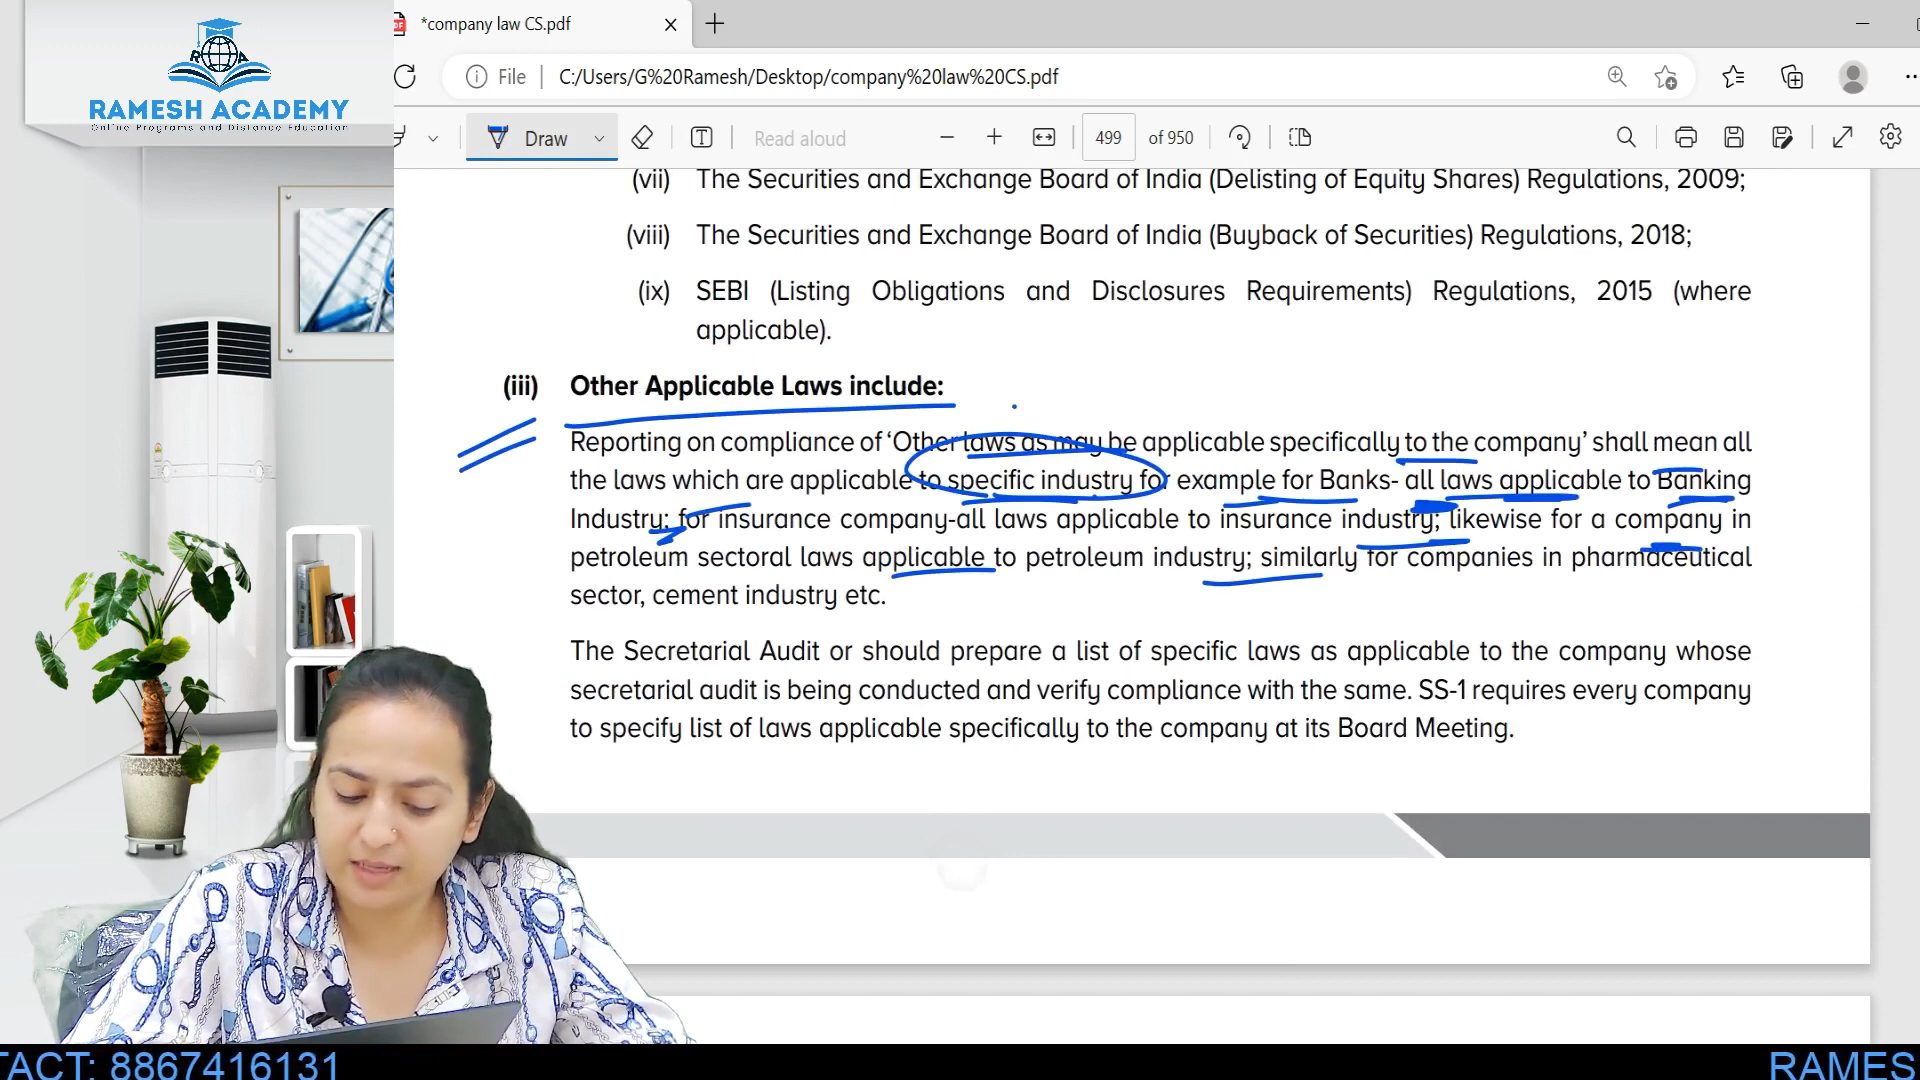 *company law CS.pdf
RAMESH ACADEMY
Online Programs and Distance Education
File
C:/Users/G%20Ramesh/Desktop/company%20law%20CS.pdf
Draw
Read aloud
499
of 950
(vii) The Securities and Exchange Board of India (Delisting of Equity Shares) Regulations, 2009;
(viii) The Securities and Exchange Board of India (Buyback of Securities) Regulations, 2018;
(ix) SEBI (Listing Obligations and Disclosures Requirements) Regulations, 2015 (where
applicable).
(iii) Other Applicable Laws include:
Reporting on compliance of ‘Other laws as may be applicable specifically to the company’ shall mean all
the laws which are applicable to specific industry for example for Banks- all laws applicable to Banking
Industry; for insurance company-all laws applicable to insurance industry; likewise for a company in
petroleum sectoral laws applicable to petroleum industry; similarly for companies in pharmaceutical
sector, cement industry etc.
The Secretarial Audit or should prepare a list of specific laws as applicable to the company whose
secretarial audit is being conducted and verify compliance with the same. SS-1 requires every company
to specify list of laws applicable specifically to the company at its Board Meeting.
TACT: 8867416131
RAMES